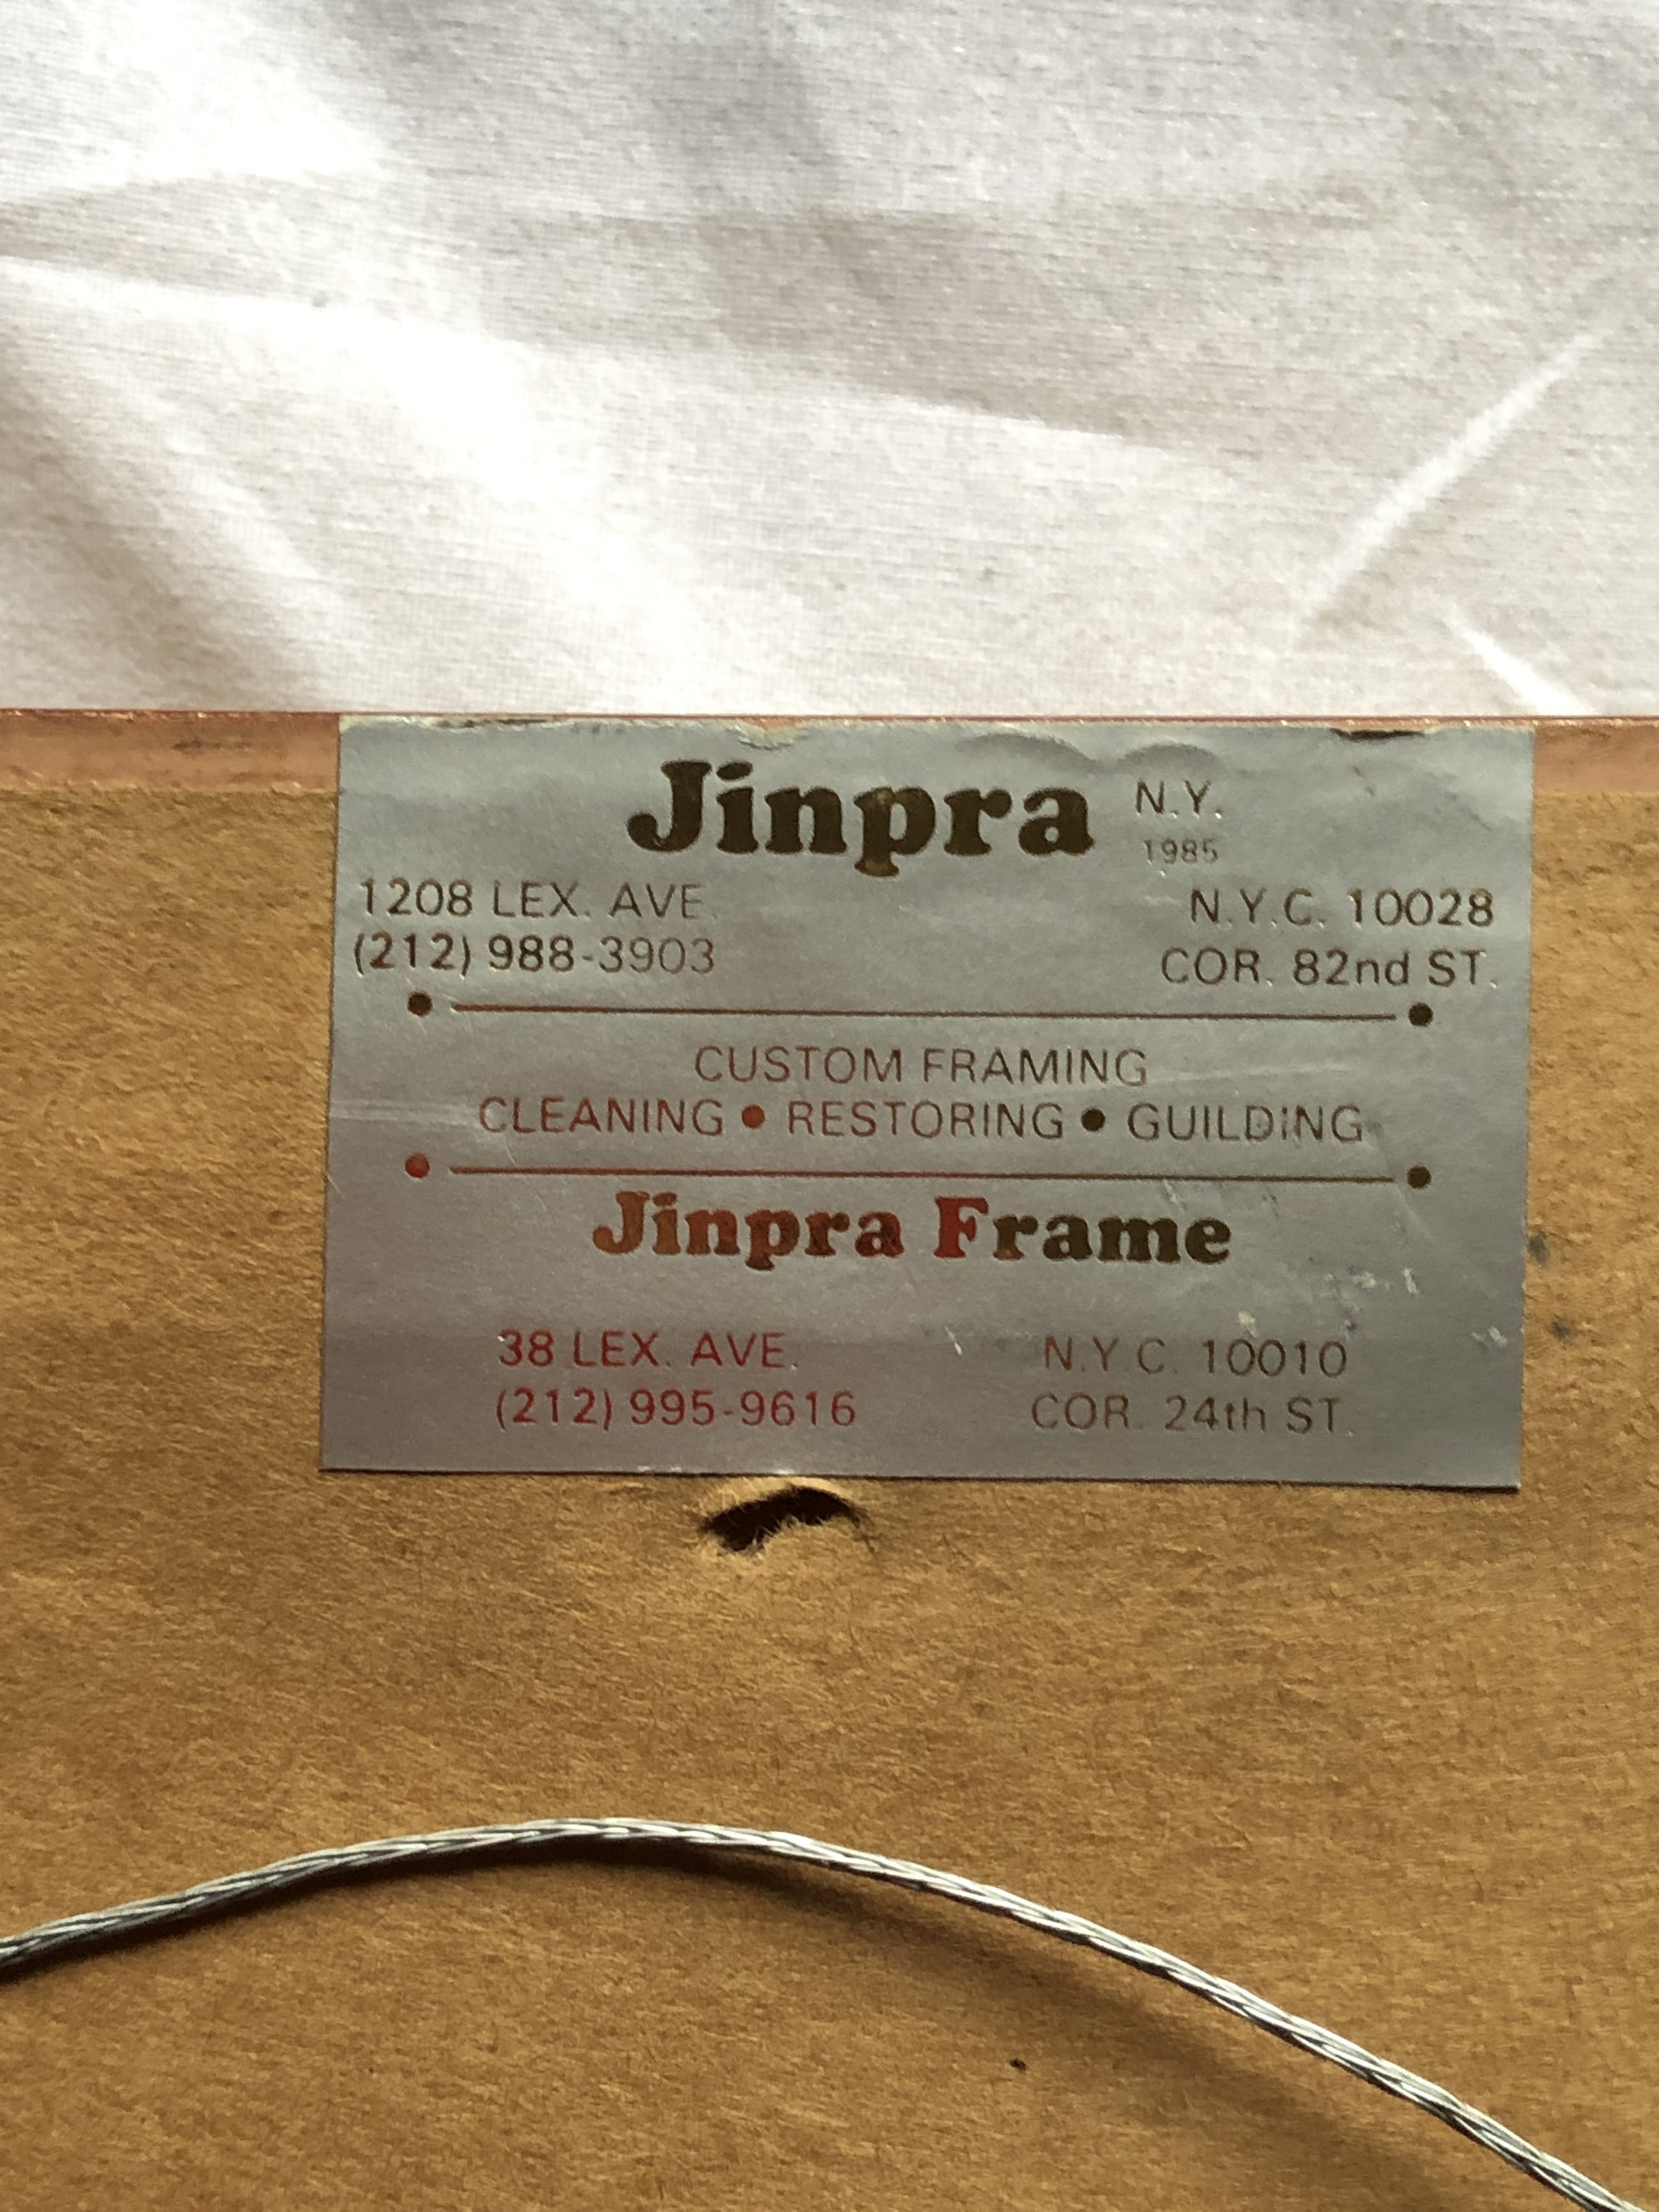 Jinpra N.Y.
1985
1208 LEX. AVE. N.Y.C. 10028
(212) 988-3903 COR. 82nd ST.
CUSTOM FRAMING
CLEANING • RESTORING • GUILDING
Jinpra Frame
38 LEX. AVE. N.Y.C. 10010
(212) 995-9616 COR. 24th ST.